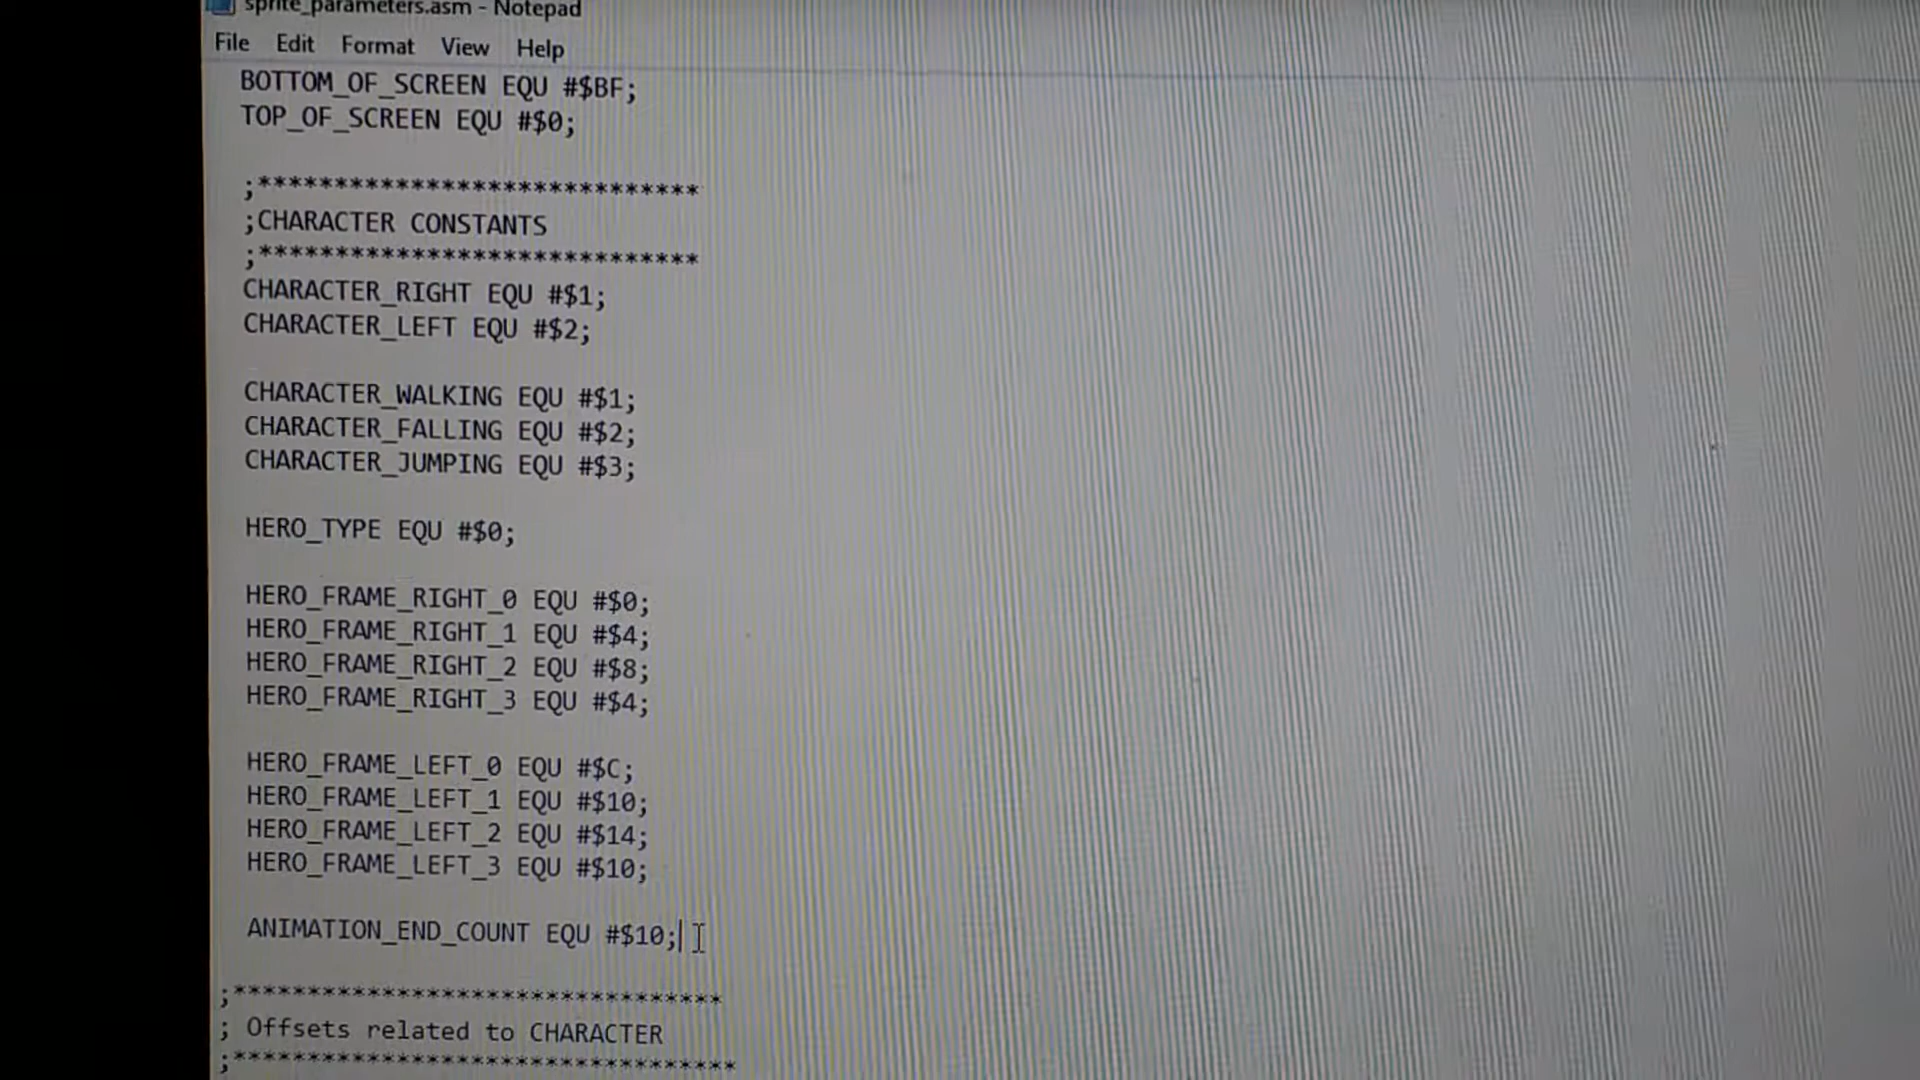 sprite_parameters.asm - Notepad
File Edit Format View Help
BOTTOM_OF_SCREEN EQU #$BF;
TOP_OF_SCREEN EQU #$0;
;*****************************
;CHARACTER CONSTANTS
;*****************************
CHARACTER_RIGHT EQU #$1;
CHARACTER_LEFT EQU #$2;
CHARACTER_WALKING EQU #$1;
CHARACTER_FALLING EQU #$2;
CHARACTER_JUMPING EQU #$3;
HERO_TYPE EQU #$0;
HERO_FRAME_RIGHT_0 EQU #$0;
HERO_FRAME_RIGHT_1 EQU #$4;
HERO_FRAME_RIGHT_2 EQU #$8;
HERO_FRAME_RIGHT_3 EQU #$4;
HERO_FRAME_LEFT_0 EQU #$C;
HERO_FRAME_LEFT_1 EQU #$10;
HERO_FRAME_LEFT_2 EQU #$14;
HERO_FRAME_LEFT_3 EQU #$10;
ANIMATION_END_COUNT EQU #$10;
;*********************************
; Offsets related to CHARACTER
;**********************************